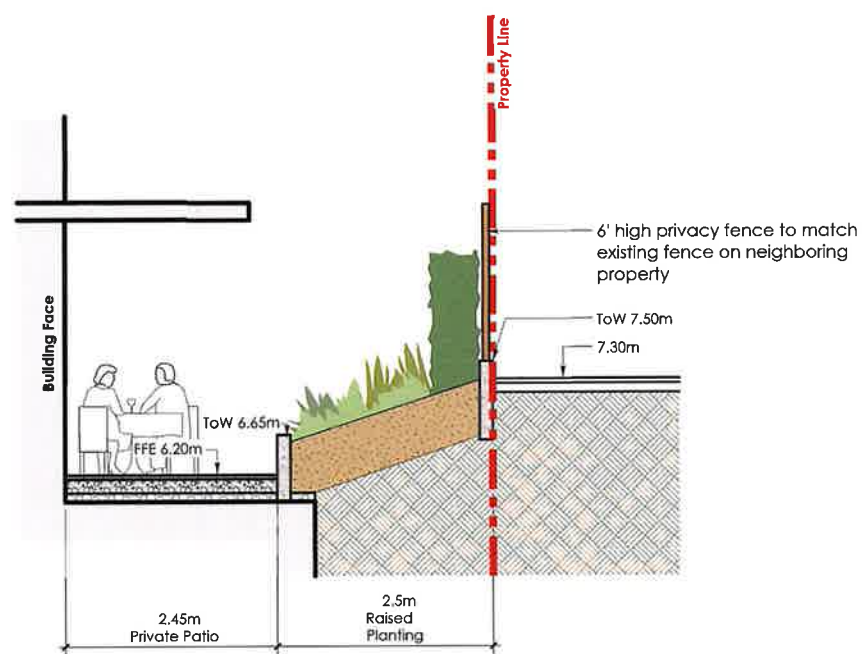 Property Line
6' high privacy fence to match
existing fence on neighboring
property
ToW 7.50m
7.30m
Building Face
ToW 6.65m
FFE 6.20m
2.45m
Private Patio
2.5m
Raised
Planting